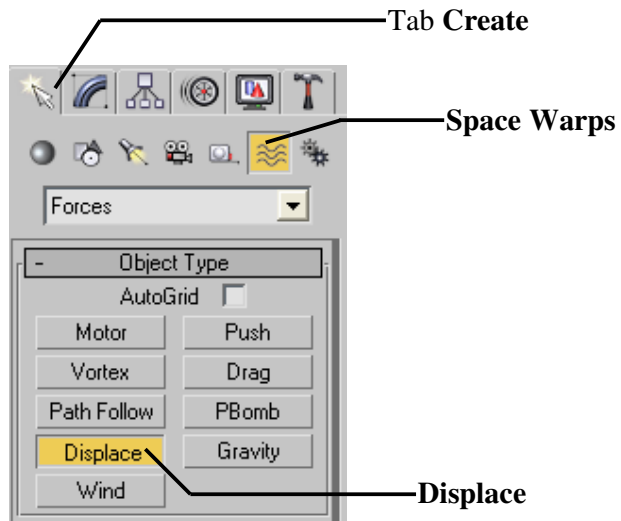 Tab Create
Space Warps
Forces
- Object Type
AutoGrid
Motor Push
Vortex Drag
Path Follow PBomb
Displace Gravity
Wind
Displace